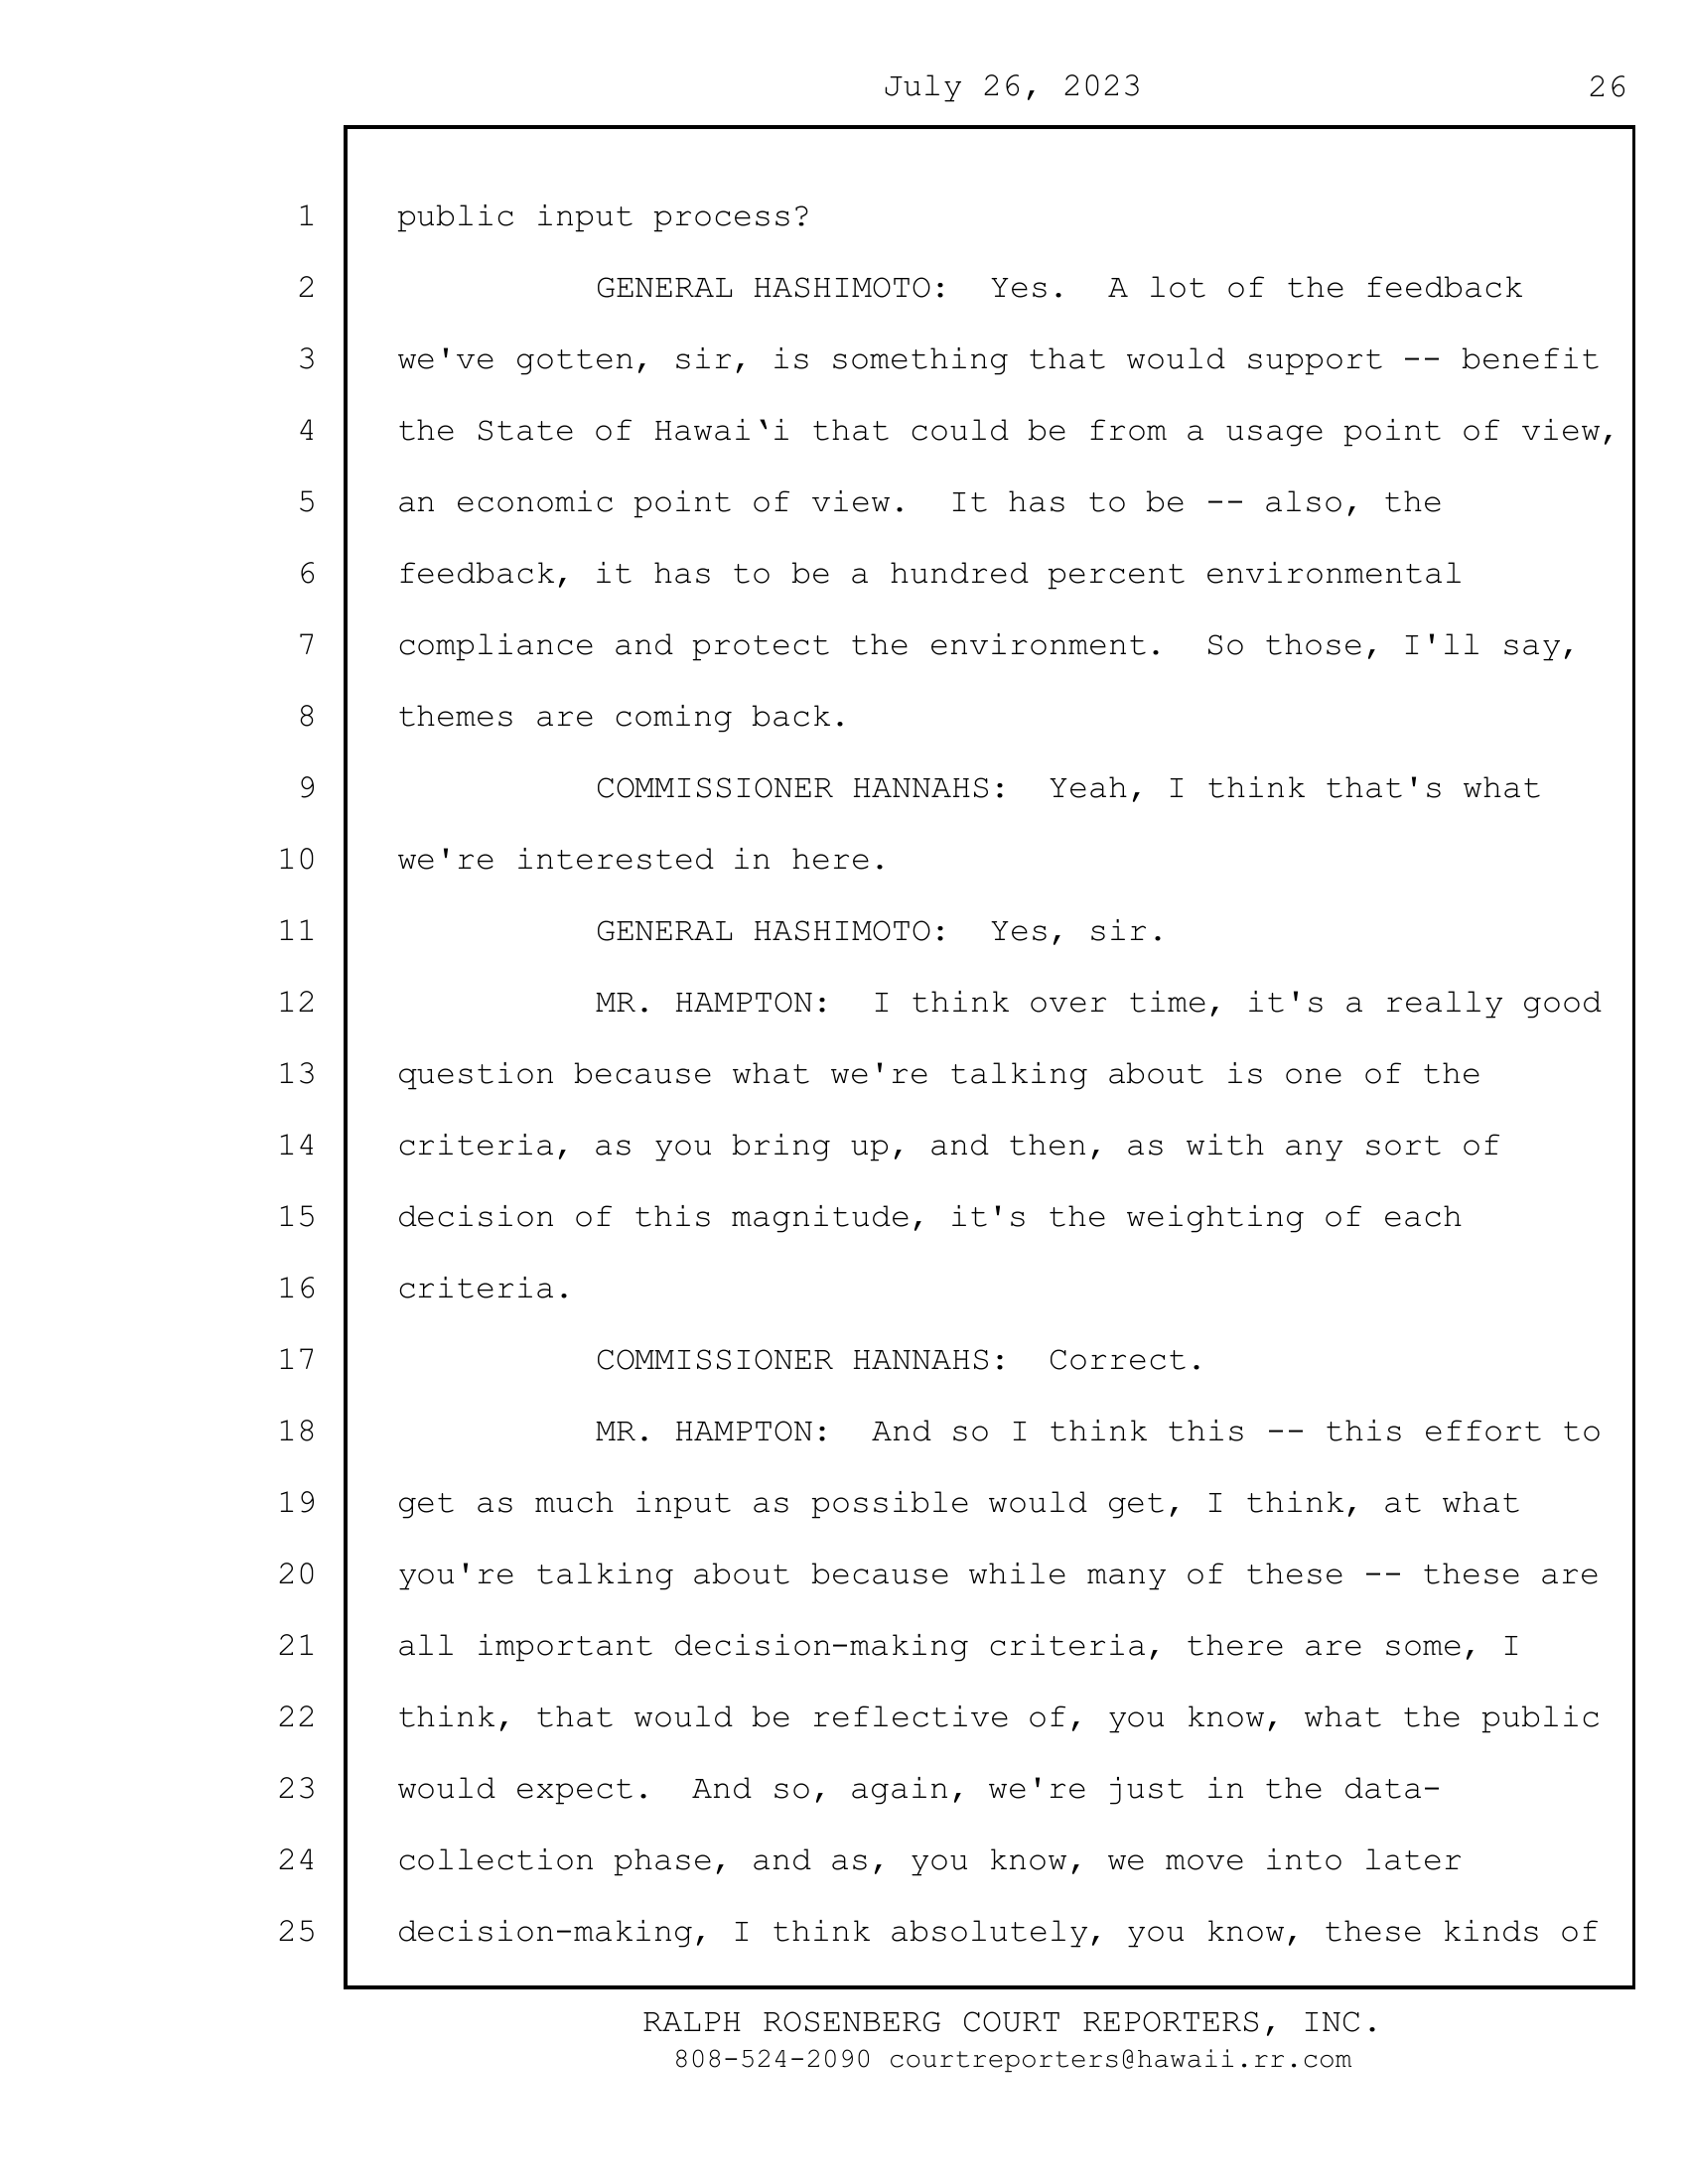 July 26, 2023 26
1 public input process?
2 GENERAL HASHIMOTO:  Yes.  A lot of the feedback
3 we've gotten, sir, is something that would support -- benefit
4 the State of Hawai‵i that could be from a usage point of view,
5 an economic point of view.  It has to be -- also, the
6 feedback, it has to be a hundred percent environmental
7 compliance and protect the environment.  So those, I'll say,
8 themes are coming back.
9 COMMISSIONER HANNAHS:  Yeah, I think that's what
10 we're interested in here.
11 GENERAL HASHIMOTO:  Yes, sir.
12 MR. HAMPTON:  I think over time, it's a really good
13 question because what we're talking about is one of the
14 criteria, as you bring up, and then, as with any sort of
15 decision of this magnitude, it's the weighting of each
16 criteria.
17 COMMISSIONER HANNAHS:  Correct.
18 MR. HAMPTON:  And so I think this -- this effort to
19 get as much input as possible would get, I think, at what
20 you're talking about because while many of these -- these are
21 all important decision-making criteria, there are some, I
22 think, that would be reflective of, you know, what the public
23 would expect.  And so, again, we're just in the data-
24 collection phase, and as, you know, we move into later
25 decision-making, I think absolutely, you know, these kinds of
RALPH ROSENBERG COURT REPORTERS, INC.
808-524-2090 courtreporters@hawaii.rr.com